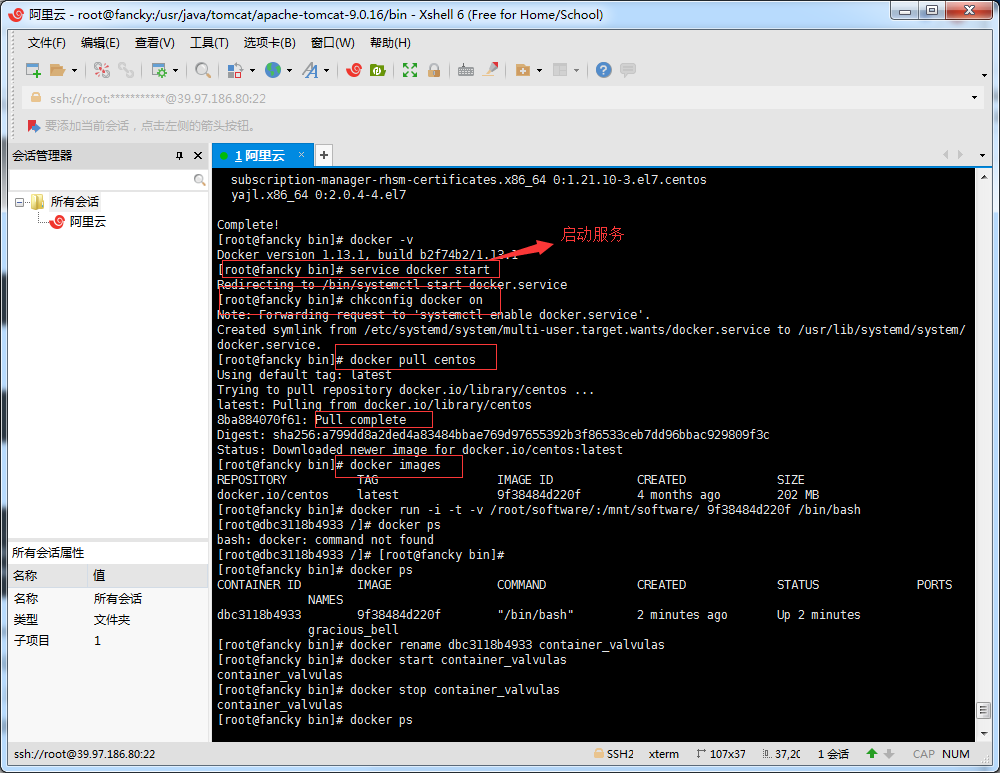 阿里云 - root@fancky:/usr/java/tomcat/apache-tomcat-9.0.16/bin - Xshell 6 (Free for Home/School)
文件(F) 编辑(E) 查看(V) 工具(T) 选项卡(B) 窗口(W) 帮助(H)
ssh://root:***********@39.97.186.80:22
要添加当前会话，点击左侧的箭头按钮。
会话管理器
所有会话
阿里云
所有会话属性
名称 值
名称 所有会话
类型 文件夹
子项目 1
1 阿里云 × +
subscription-manager-rhsm-certificates.x86_64 0:1.21.10-3.el7.centos
yajl.x86_64 0:2.0.4-4.el7
Complete!
[root@fancky bin]# docker -v
启动服务
Docker version 1.13.1, build b2f74b2/1.13.1
[root@fancky bin]# service docker start
Redirecting to /bin/systemctl start docker.service
[root@fancky bin]# chkconfig docker on
Note: Forwarding request to 'systemctl enable docker.service'.
Created symlink from /etc/systemd/system/multi-user.target.wants/docker.service to /usr/lib/systemd/system/
docker.service.
[root@fancky bin]# docker pull centos
Using default tag: latest
Trying to pull repository docker.io/library/centos ...
latest: Pulling from docker.io/library/centos
8ba884070f61: Pull complete
Digest: sha256:a799dd8a2ded4a83484bbae769d97655392b3f86533ceb7dd96bbac929809f3c
Status: Downloaded newer image for docker.io/centos:latest
[root@fancky bin]# docker images
REPOSITORY TAG IMAGE ID CREATED SIZE
docker.io/centos latest 9f38484d220f 4 months ago 202 MB
[root@fancky bin]# docker run -i -t -v /root/software/:/mnt/software/ 9f38484d220f /bin/bash
[root@dbc3118b4933 /]# docker ps
bash: docker: command not found
[root@dbc3118b4933 /]# [root@fancky bin]#
[root@fancky bin]# docker ps
CONTAINER ID IMAGE COMMAND CREATED STATUS PORTS
NAMES
dbc3118b4933 9f38484d220f "/bin/bash" 2 minutes ago Up 2 minutes
gracious_bell
[root@fancky bin]# docker rename dbc3118b4933 container_valvulas
[root@fancky bin]# docker start container_valvulas
container_valvulas
[root@fancky bin]# docker stop container_valvulas
container_valvulas
[root@fancky bin]# docker ps
ssh://root@39.97.186.80:22 SSH2 xterm 107x37 37,20 1 会话 CAP NUM